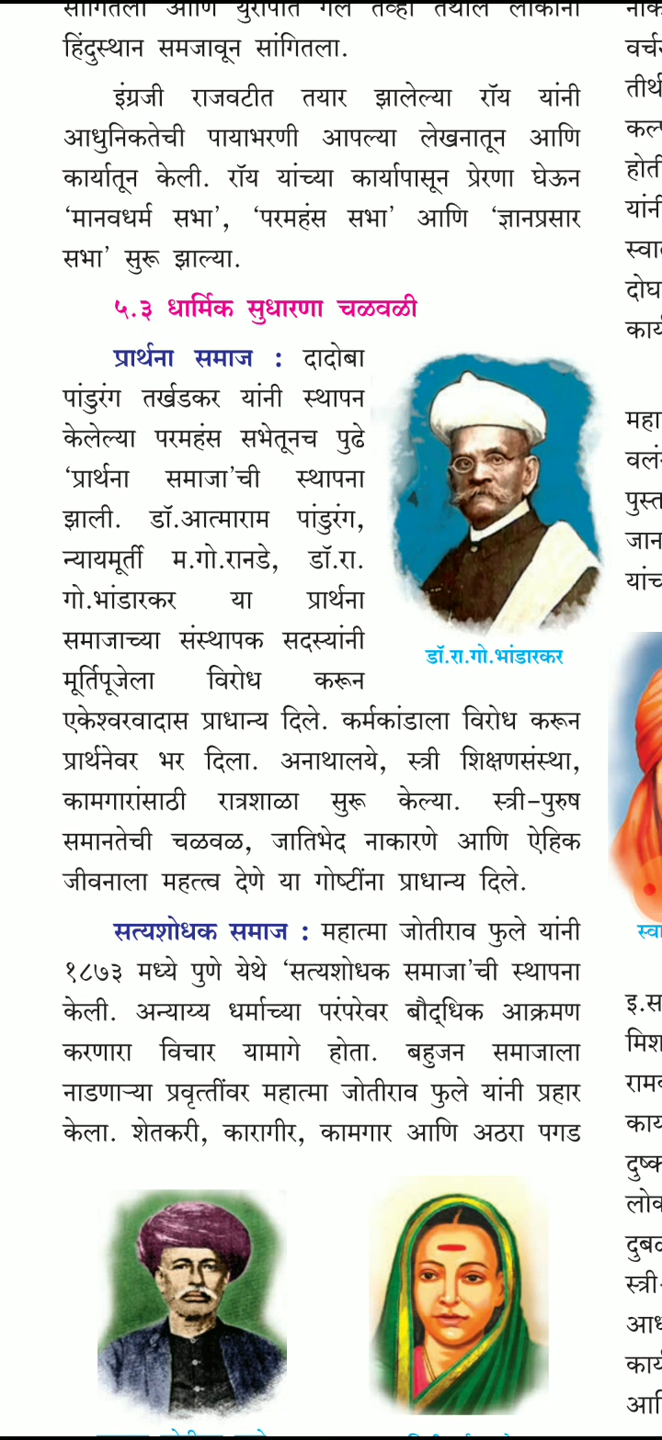 हिंदुस्थान समजावून सांगितला.
इंग्रजी राजवटीत तयार झालेल्या रॉय यांनी
आधुनिकतेची पायाभरणी आपल्या लेखनातून आणि
कार्यातून केली. रॉय यांच्या कार्यापासून प्रेरणा घेऊन
‘मानवधर्म सभा’, ‘परमहंस सभा’ आणि ‘ज्ञानप्रसार
सभा’ सुरू झाल्या.
५.३ धार्मिक सुधारणा चळवळी
प्रार्थना समाज : दादोबा
पांडुरंग तर्खडकर यांनी स्थापन
केलेल्या परमहंस सभेतूनच पुढे
‘प्रार्थना समाजा’ची स्थापना
झाली. डॉ.आत्माराम पांडुरंग,
न्यायमूर्ती म.गो.रानडे, डॉ.रा.
गो.भांडारकर या प्रार्थना
समाजाच्या संस्थापक सदस्यांनी
मूर्तिपूजेला विरोध करून
एकेश्वरवादास प्राधान्य दिले. कर्मकांडाला विरोध करून
प्रार्थनेवर भर दिला. अनाथालये, स्त्री शिक्षणसंस्था,
कामगारांसाठी रात्रशाळा सुरू केल्या. स्त्री-पुरुष
समानतेची चळवळ, जातिभेद नाकारणे आणि ऐहिक
जीवनाला महत्त्व देणे या गोष्टींना प्राधान्य दिले.
डॉ.रा.गो.भांडारकर
सत्यशोधक समाज : महात्मा जोतीराव फुले यांनी
१८७३ मध्ये पुणे येथे ‘सत्यशोधक समाजा’ची स्थापना
केली. अन्याय्य धर्माच्या परंपरेवर बौद्धिक आक्रमण
करणारा विचार यामागे होता. बहुजन समाजाला
नाडणाऱ्या प्रवृत्तींवर महात्मा जोतीराव फुले यांनी प्रहार
केला. शेतकरी, कारागीर, कामगार आणि अठरा पगड